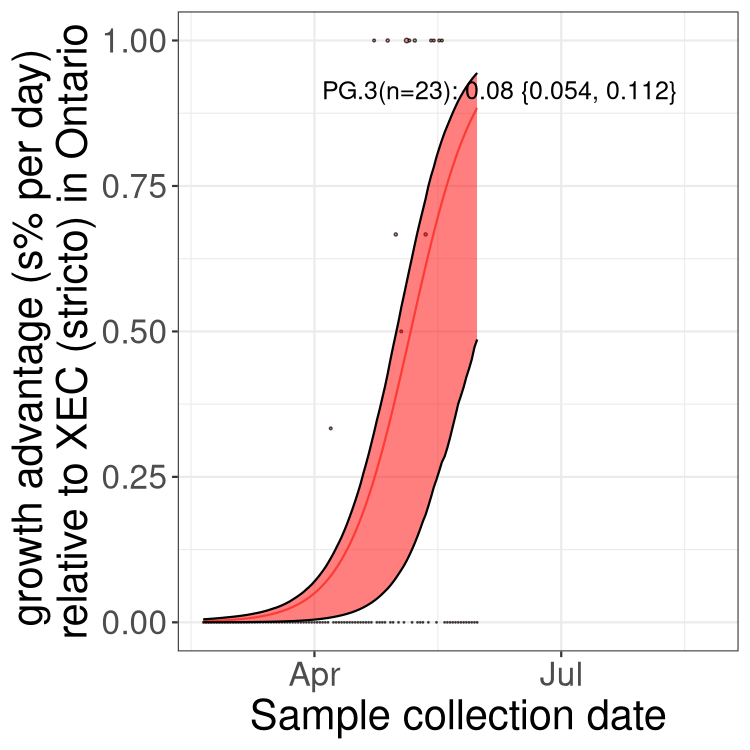 growth advantage (s% per day)
relative to XEC (stricto) in Ontario
1.00
0.75
0.50
0.25
0.00
PG.3(n=23): 0.08 {0.054, 0.112}
Apr
Jul
Sample collection date